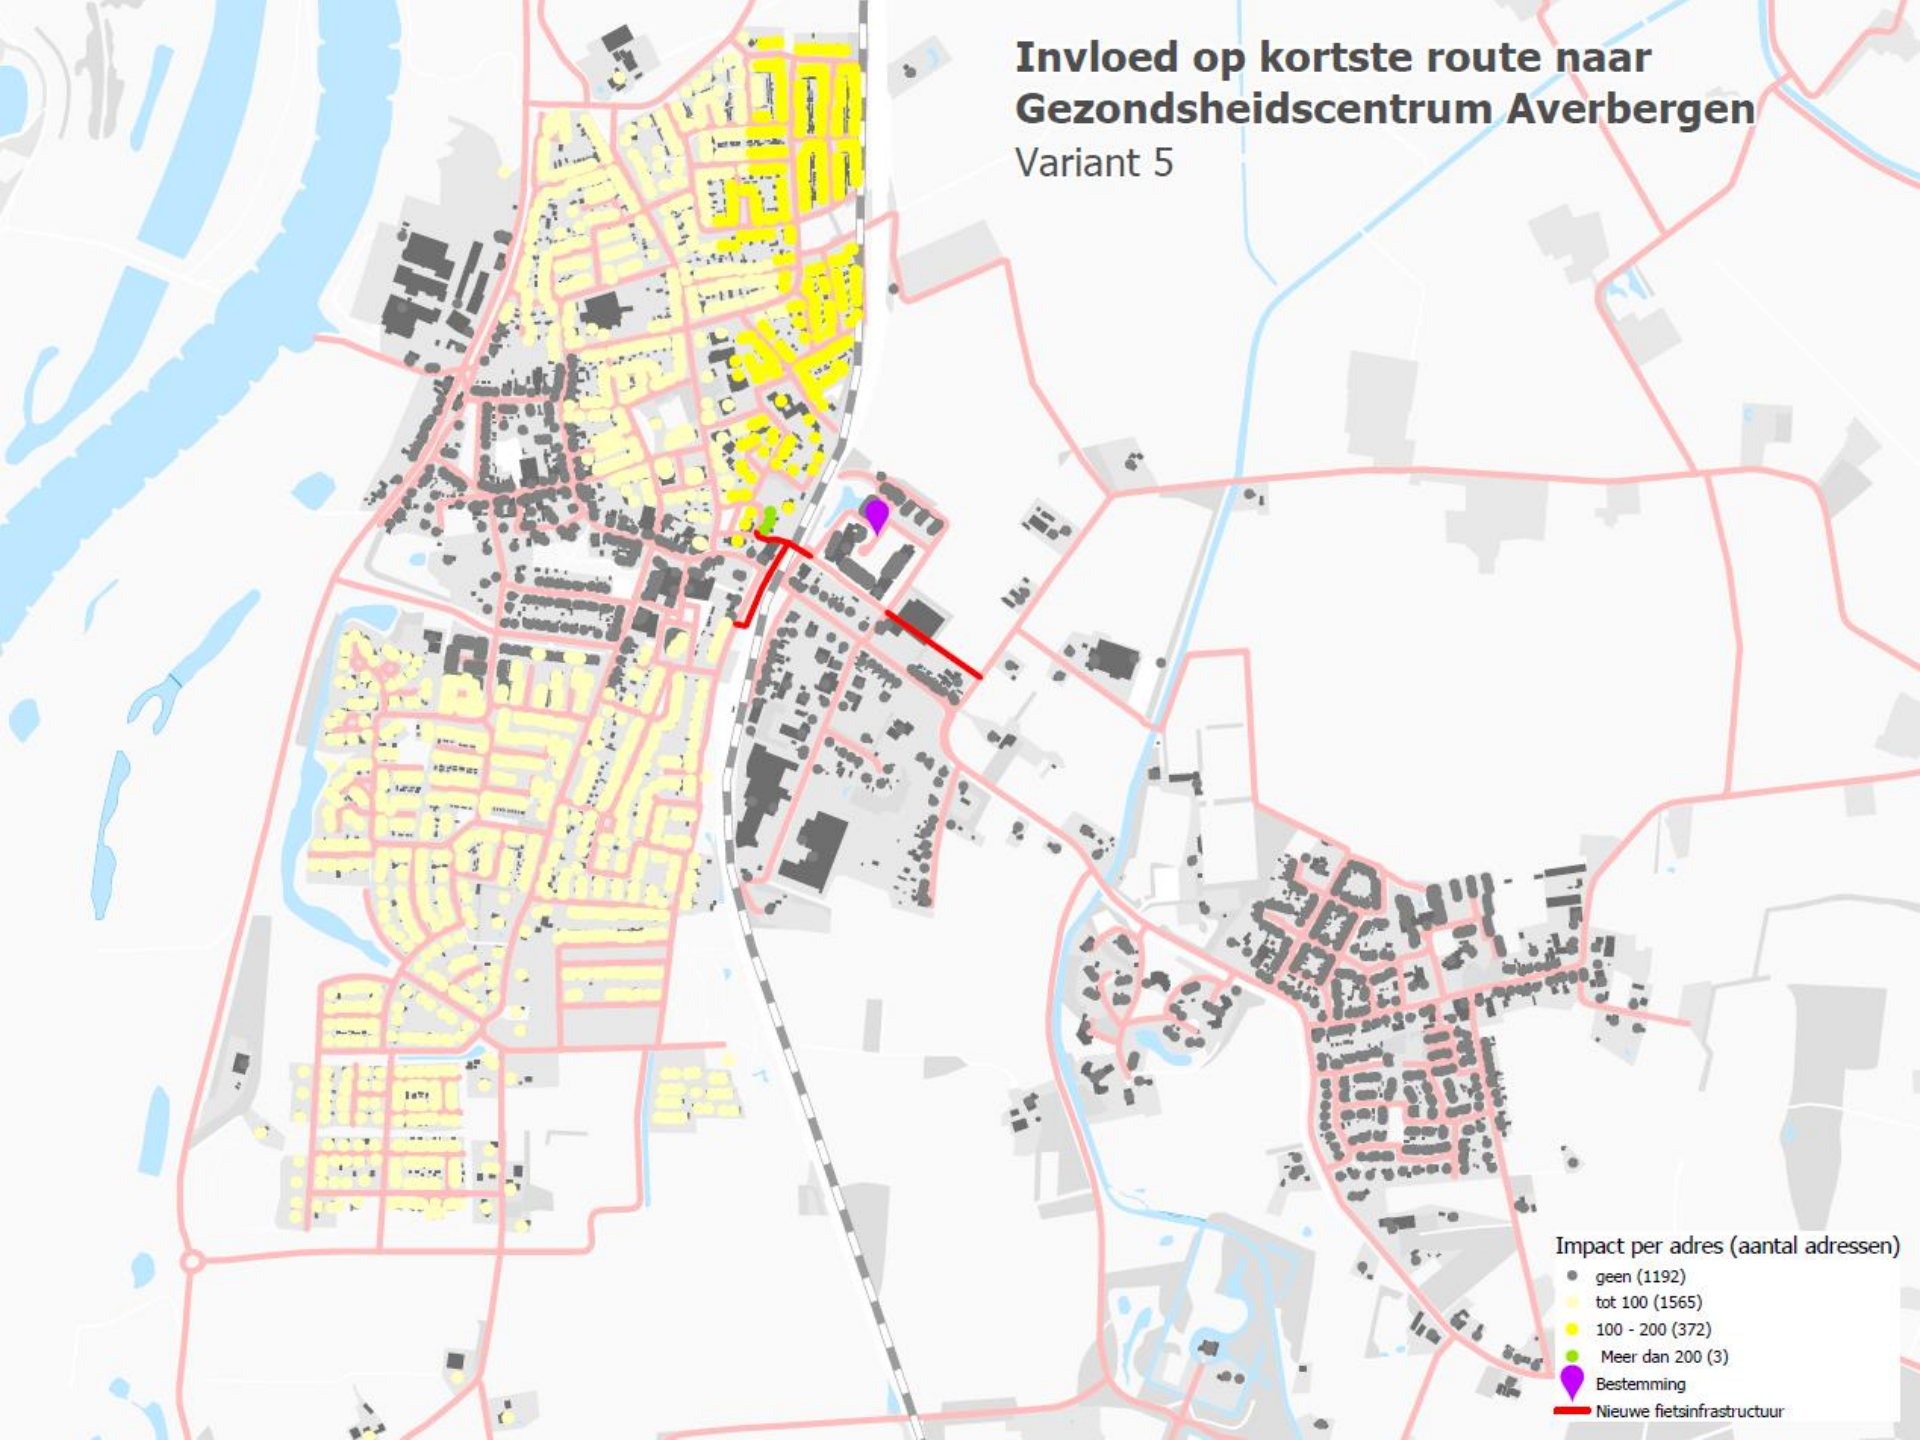 Invloed op kortste route naar
Gezondsheidscentrum Averbergen
Variant 5
Impact per adres (aantal adressen)
geen (1192)
tot 100 (1565)
100 - 200 (372)
Meer dan 200 (3)
Bestemming
Nieuwe fietsinfrastructuur